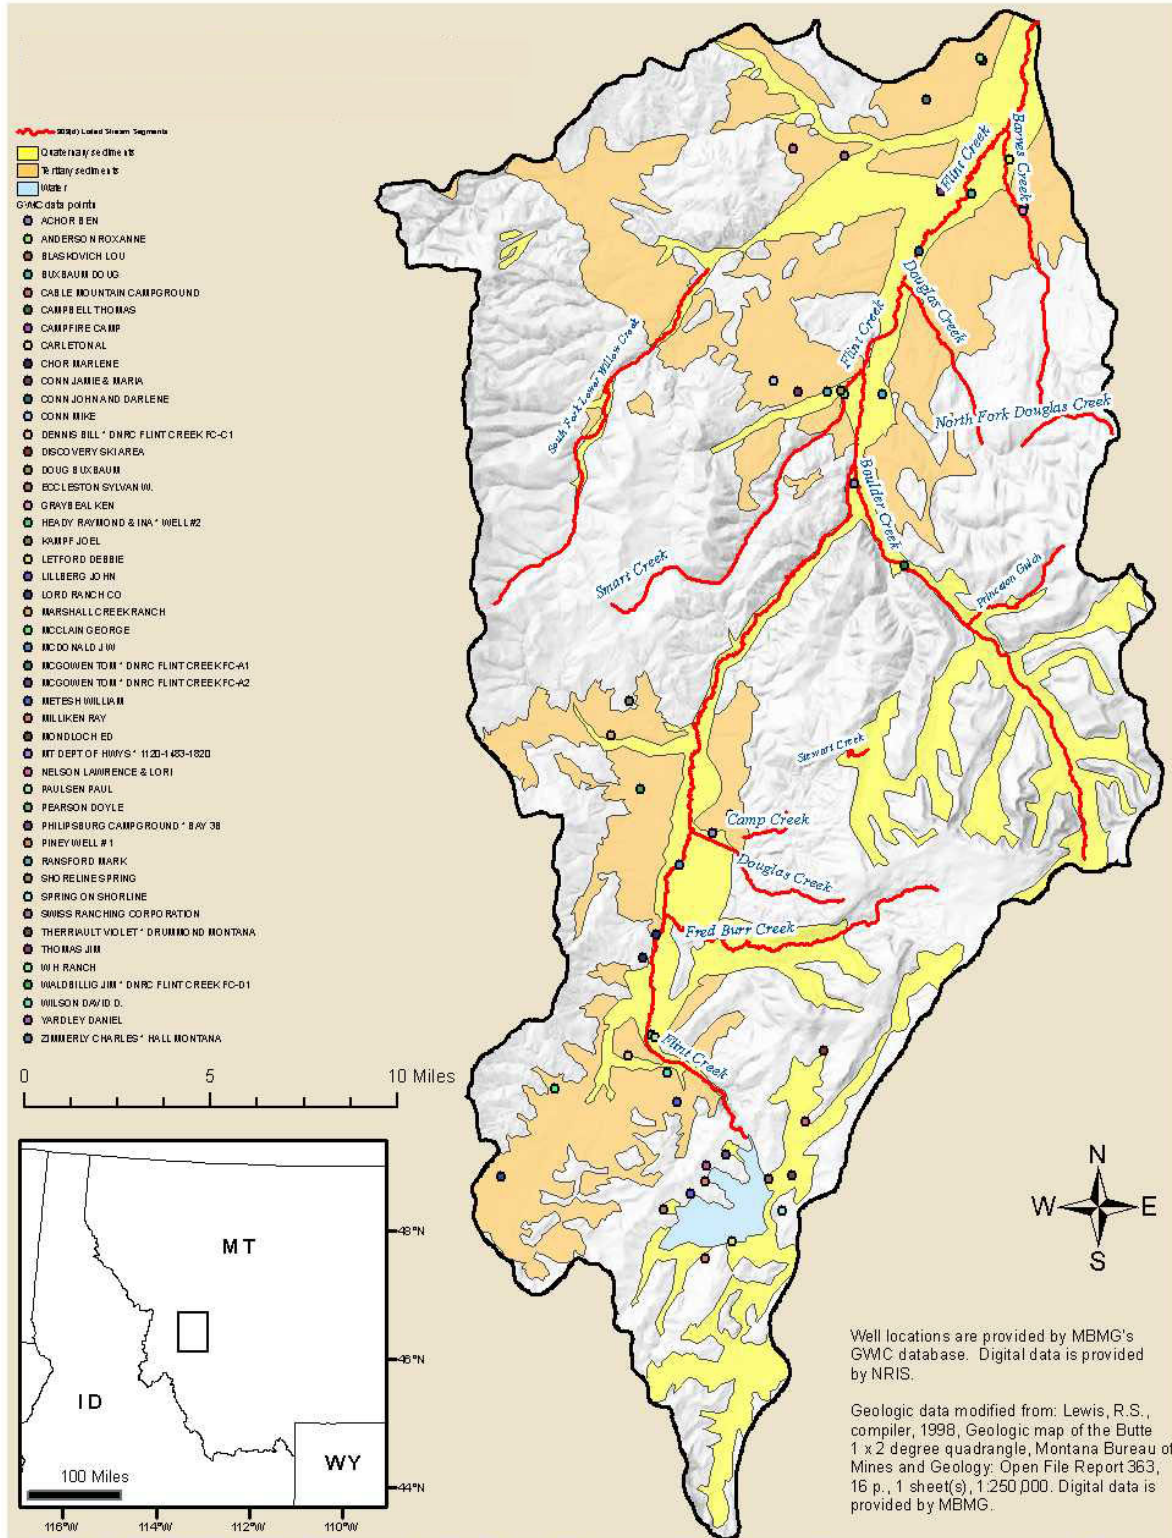 303(d) Listed Stream Segments
Quaternary sediments
Tertiary sediments
Water
GWIC data points
ACHOR BEN
ANDERSON ROXANNE
BLASKOVICH LOU
BUXBAUM DOUG
CABLE MOUNTAIN CAMPGROUND
CAMPBELL THOMAS
CAMPFIRE CAMP
CARLETON AL
CHOR MARLENE
CONN JAMIE & MARIA
CONN JOHN AND DARLENE
CONN MIKE
DENNIS BILL * DNRC FLINT CREEK FC-C1
DISCOVERY SKI AREA
DOUG BUXBAUM
ECCLESTON SYLVAN W.
GRAYBEAL KEN
HEADY RAYMOND & INA * WELL #2
KAMPF JOEL
LETFORD DEBBIE
LILLBERG JOHN
LORD RANCH CO
MARSHALL CREEK RANCH
MCCLAIN GEORGE
MCDONALD J W
MCGOWEN TOM * DNRC FLINT CREEK FC-A1
MCGOWEN TOM * DNRC FLINT CREEK FC-A2
METESH WILLIAM
MILLIKEN RAY
MONDLOCH ED
MT DEPT OF HWYS * 1120-1483-1820
NELSON LAWRENCE & LORI
PAULSEN PAUL
PEARSON DOYLE
PHILIPSBURG CAMPGROUND * BAY 38
PINEY WELL # 1
RANSFORD MARK
SHORELINE SPRING
SPRING ON SHORLINE
SWISS RANCHING CORPORATION
THERRIAULT VIOLET * DRUMMOND MONTANA
THOMAS JIM
W H RANCH
WALDBILLIG JIM * DNRC FLINT CREEK FC-D1
WILSON DAVID D.
YARDLEY DANIEL
ZIMMERLY CHARLES * HALL MONTANA
0 5 10 Miles
Flint Creek
Barnes Creek
Douglas Creek
Flint Creek
South Fork Lower Willow Creek
North Fork Douglas Creek
Boulder Creek
Smart Creek
Princeton Gulch
Stewart Creek
Camp Creek
Douglas Creek
Fred Burr Creek
Flint Creek
MT
ID
WY
100 Miles
48°N
46°N
44°N
116°W 114°W 112°W 110°W
N
W E
S
Well locations are provided by MBMG's
GWIC database. Digital data is provided
by NRIS.
Geologic data modified from: Lewis, R.S.,
compiler, 1998, Geologic map of the Butte
1 x 2 degree quadrangle, Montana Bureau of
Mines and Geology: Open File Report 363,
16 p., 1 sheet(s), 1:250,000. Digital data is
provided by MBMG.